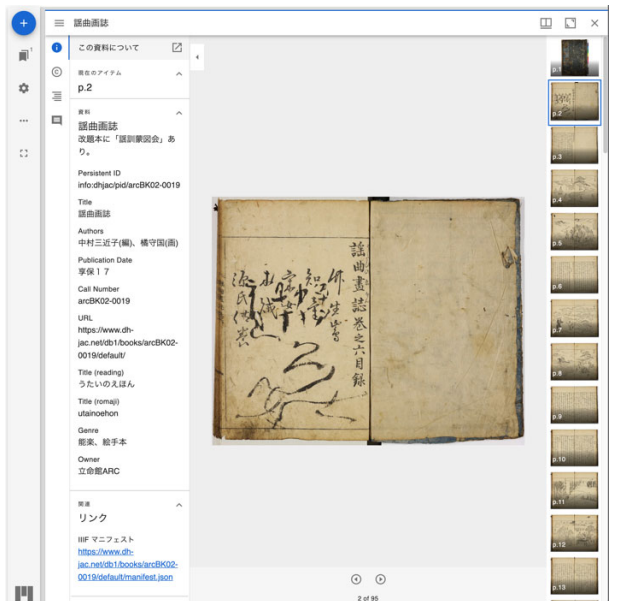 謡曲画誌
1
この資料について
現在のアイテム
p.2
資料
謡曲画誌
改題本に「謡訓蒙図会」あ
り。
Persistent ID
info:dhjac/pid/arcBK02-0019
Title
謡曲画誌
Authors
中村三近子(編)、橘守国(画)
Publication Date
享保１７
Call Number
arcBK02-0019
URL
https://www.dh-
jac.net/db1/books/arcBK02-
0019/default/
Title (reading)
うたいのえほん
Title (romaji)
utainoehon
Genre
能楽、絵手本
Owner
立命館ARC
関連
リンク
IIIF マニフェスト
https://www.dh-
jac.net/db1/books/arcBK02-
0019/default/manifest.json
謡曲畫誌巻之六目録
2 of 95
p.1
p.2
p.3
p.4
p.5
p.6
p.7
p.8
p.9
p.10
p.11
p.12
p.13